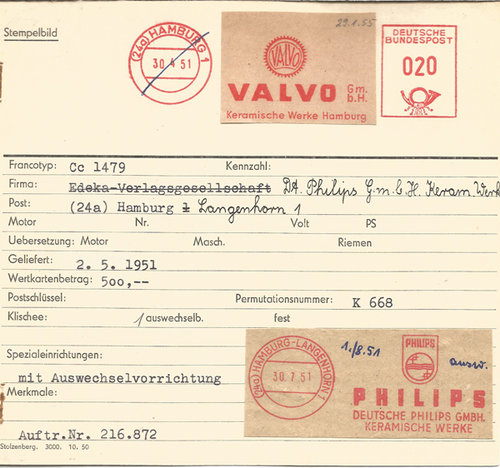 Stempelbild
(24a) HAMBURG 1
30.4.51
29.1.55
VALVO
VALVO Gm.b.H.
Keramische Werke Hamburg
DEUTSCHE
BUNDESPOST
020
Francotyp: Cc 1479 Kennzahl:
Firma: Edeka-Verlagsgesellschaft Dt. Philips G.m.b.H. Keram. Werk
Post: (24a) Hamburg 1 Langenhorn 1
Motor Nr. Volt PS
Uebersetzung: Motor Masch. Riemen
Geliefert: 2. 5. 1951
Wertkartenbetrag: 500,--
Postschlüssel: Permutationsnummer: K 668
Klischee: 1 auswechselb. fest
(24a) HAMBURG-LANGENHORN 1
30.7.51
1./8.51
PHILIPS
ausw.
PHILIPS
DEUTSCHE PHILIPS GMBH.
KERAMISCHE WERKE
Spezialeinrichtungen:
mit Auswechselvorrichtung
Merkmale:
Auftr.Nr. 216.872
Stolzenberg. 3000. 10. 50